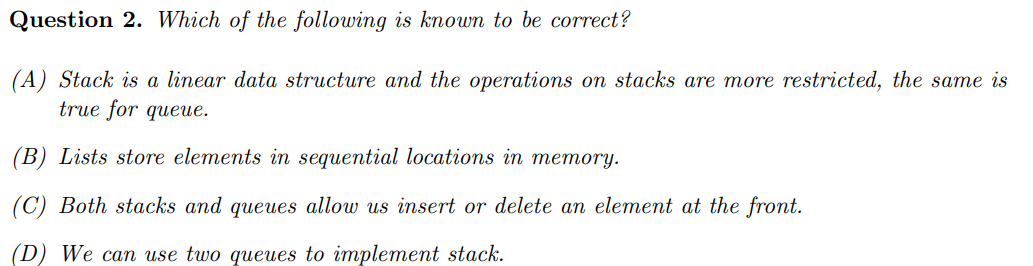 Question 2. Which of the following is known to be correct?
(A) Stack is a linear data structure and the operations on stacks are more restricted, the same is
true for queue.
(B) Lists store elements in sequential locations in memory.
(C) Both stacks and queues allow us insert or delete an element at the front.
(D) We can use two queues to implement stack.